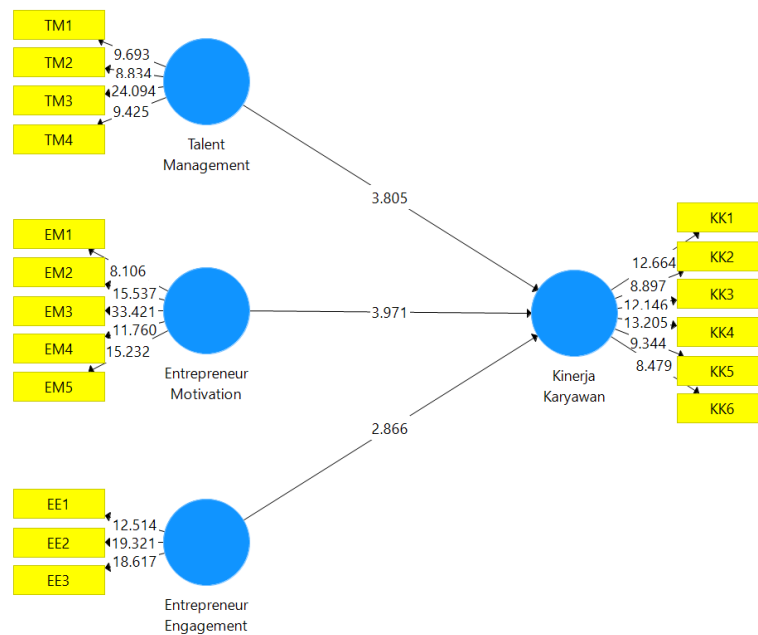 TM1
TM2
TM3
TM4
9.693
8.834
24.094
9.425
Talent
Management
3.805
EM1
EM2
EM3
EM4
EM5
8.106
15.537
33.421
11.760
15.232
Entrepreneur
Motivation
3.971
EE1
EE2
EE3
12.514
19.321
18.617
Entrepreneur
Engagement
2.866
Kinerja
Karyawan
12.664
8.897
12.146
13.205
9.344
8.479
KK1
KK2
KK3
KK4
KK5
KK6